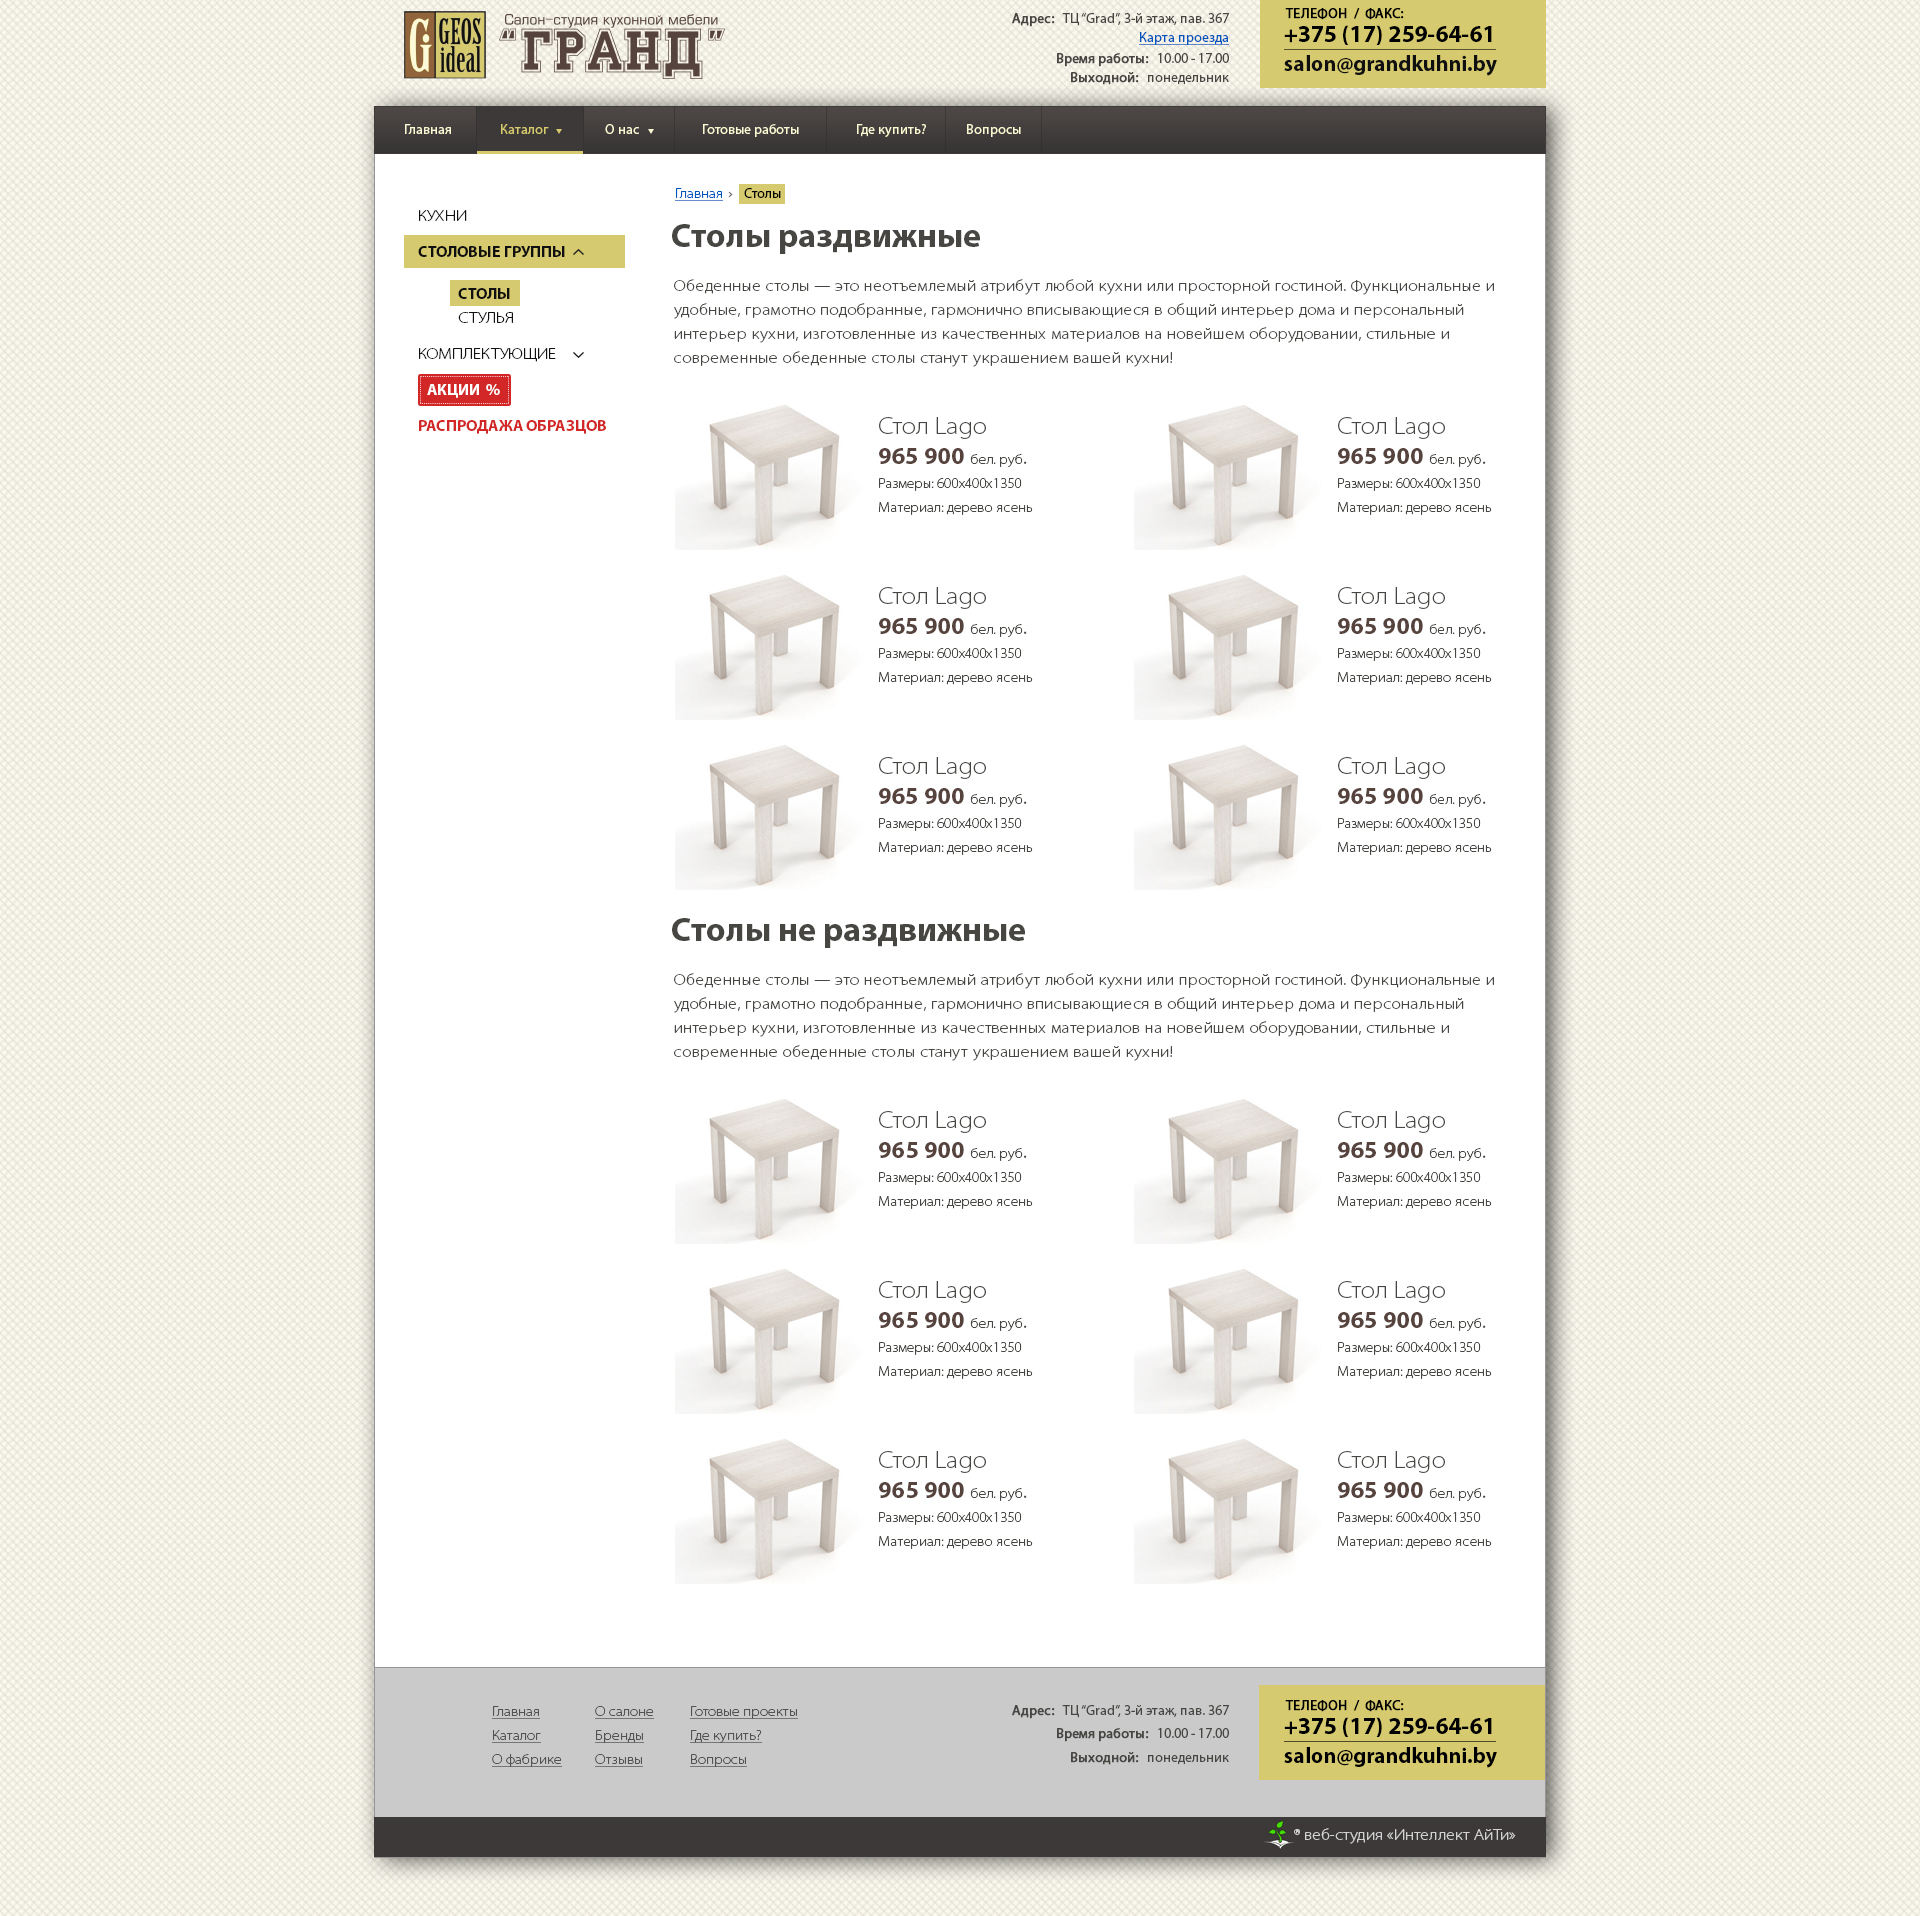 GEOS
Gi
ideal
Салон-студия кухонной мебели
“ГРАНД”
Адрес: ТЦ “Grad”, 3-й этаж, пав. 367
Карта проезда
Время работы: 10.00 - 17.00
Выходной: понедельник
ТЕЛЕФОН / ФАКС:
+375 (17) 259-64-61
salon@grandkuhni.by
Главная Каталог ▾ О нас ▾ Готовые работы Где купить? Вопросы
КУХНИ
СТОЛОВЫЕ ГРУППЫ
СТОЛЫ
СТУЛЬЯ
КОМПЛЕКТУЮЩИЕ
АКЦИИ %
РАСПРОДАЖА ОБРАЗЦОВ
Главная › Столы
Столы раздвижные
Обеденные столы — это неотъемлемый атрибут любой кухни или просторной гостиной. Функциональные и
удобные, грамотно подобранные, гармонично вписывающиеся в общий интерьер дома и персональный
интерьер кухни, изготовленные из качественных материалов на новейшем оборудовании, стильные и
современные обеденные столы станут украшением вашей кухни!
Стол Lago
965 900 бел. руб.
Размеры: 600x400x1350
Материал: дерево ясень
Стол Lago
965 900 бел. руб.
Размеры: 600x400x1350
Материал: дерево ясень
Стол Lago
965 900 бел. руб.
Размеры: 600x400x1350
Материал: дерево ясень
Стол Lago
965 900 бел. руб.
Размеры: 600x400x1350
Материал: дерево ясень
Стол Lago
965 900 бел. руб.
Размеры: 600x400x1350
Материал: дерево ясень
Стол Lago
965 900 бел. руб.
Размеры: 600x400x1350
Материал: дерево ясень
Столы не раздвижные
Обеденные столы — это неотъемлемый атрибут любой кухни или просторной гостиной. Функциональные и
удобные, грамотно подобранные, гармонично вписывающиеся в общий интерьер дома и персональный
интерьер кухни, изготовленные из качественных материалов на новейшем оборудовании, стильные и
современные обеденные столы станут украшением вашей кухни!
Стол Lago
965 900 бел. руб.
Размеры: 600x400x1350
Материал: дерево ясень
Стол Lago
965 900 бел. руб.
Размеры: 600x400x1350
Материал: дерево ясень
Стол Lago
965 900 бел. руб.
Размеры: 600x400x1350
Материал: дерево ясень
Стол Lago
965 900 бел. руб.
Размеры: 600x400x1350
Материал: дерево ясень
Стол Lago
965 900 бел. руб.
Размеры: 600x400x1350
Материал: дерево ясень
Стол Lago
965 900 бел. руб.
Размеры: 600x400x1350
Материал: дерево ясень
Главная
Каталог
О фабрике
О салоне
Бренды
Отзывы
Готовые проекты
Где купить?
Вопросы
Адрес: ТЦ “Grad”, 3-й этаж, пав. 367
Время работы: 10.00 - 17.00
Выходной: понедельник
ТЕЛЕФОН / ФАКС:
+375 (17) 259-64-61
salon@grandkuhni.by
® веб-студия «Интеллект АйТи»